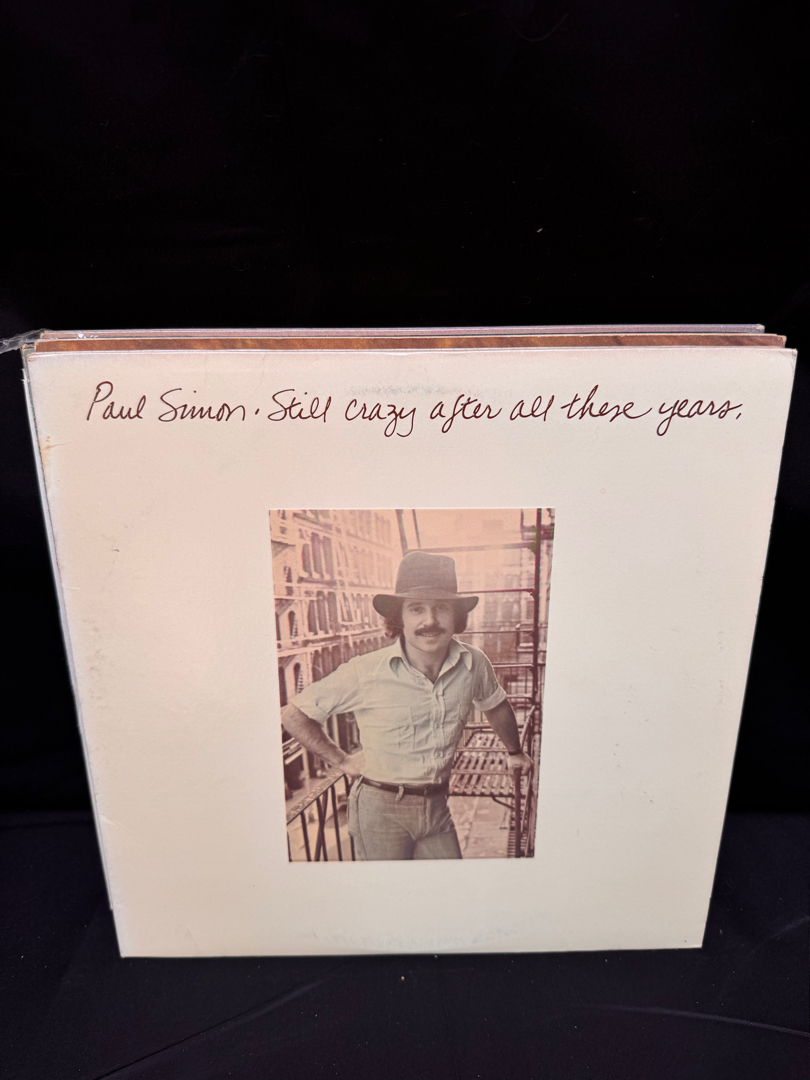 Paul Simon. Still crazy after all these years.